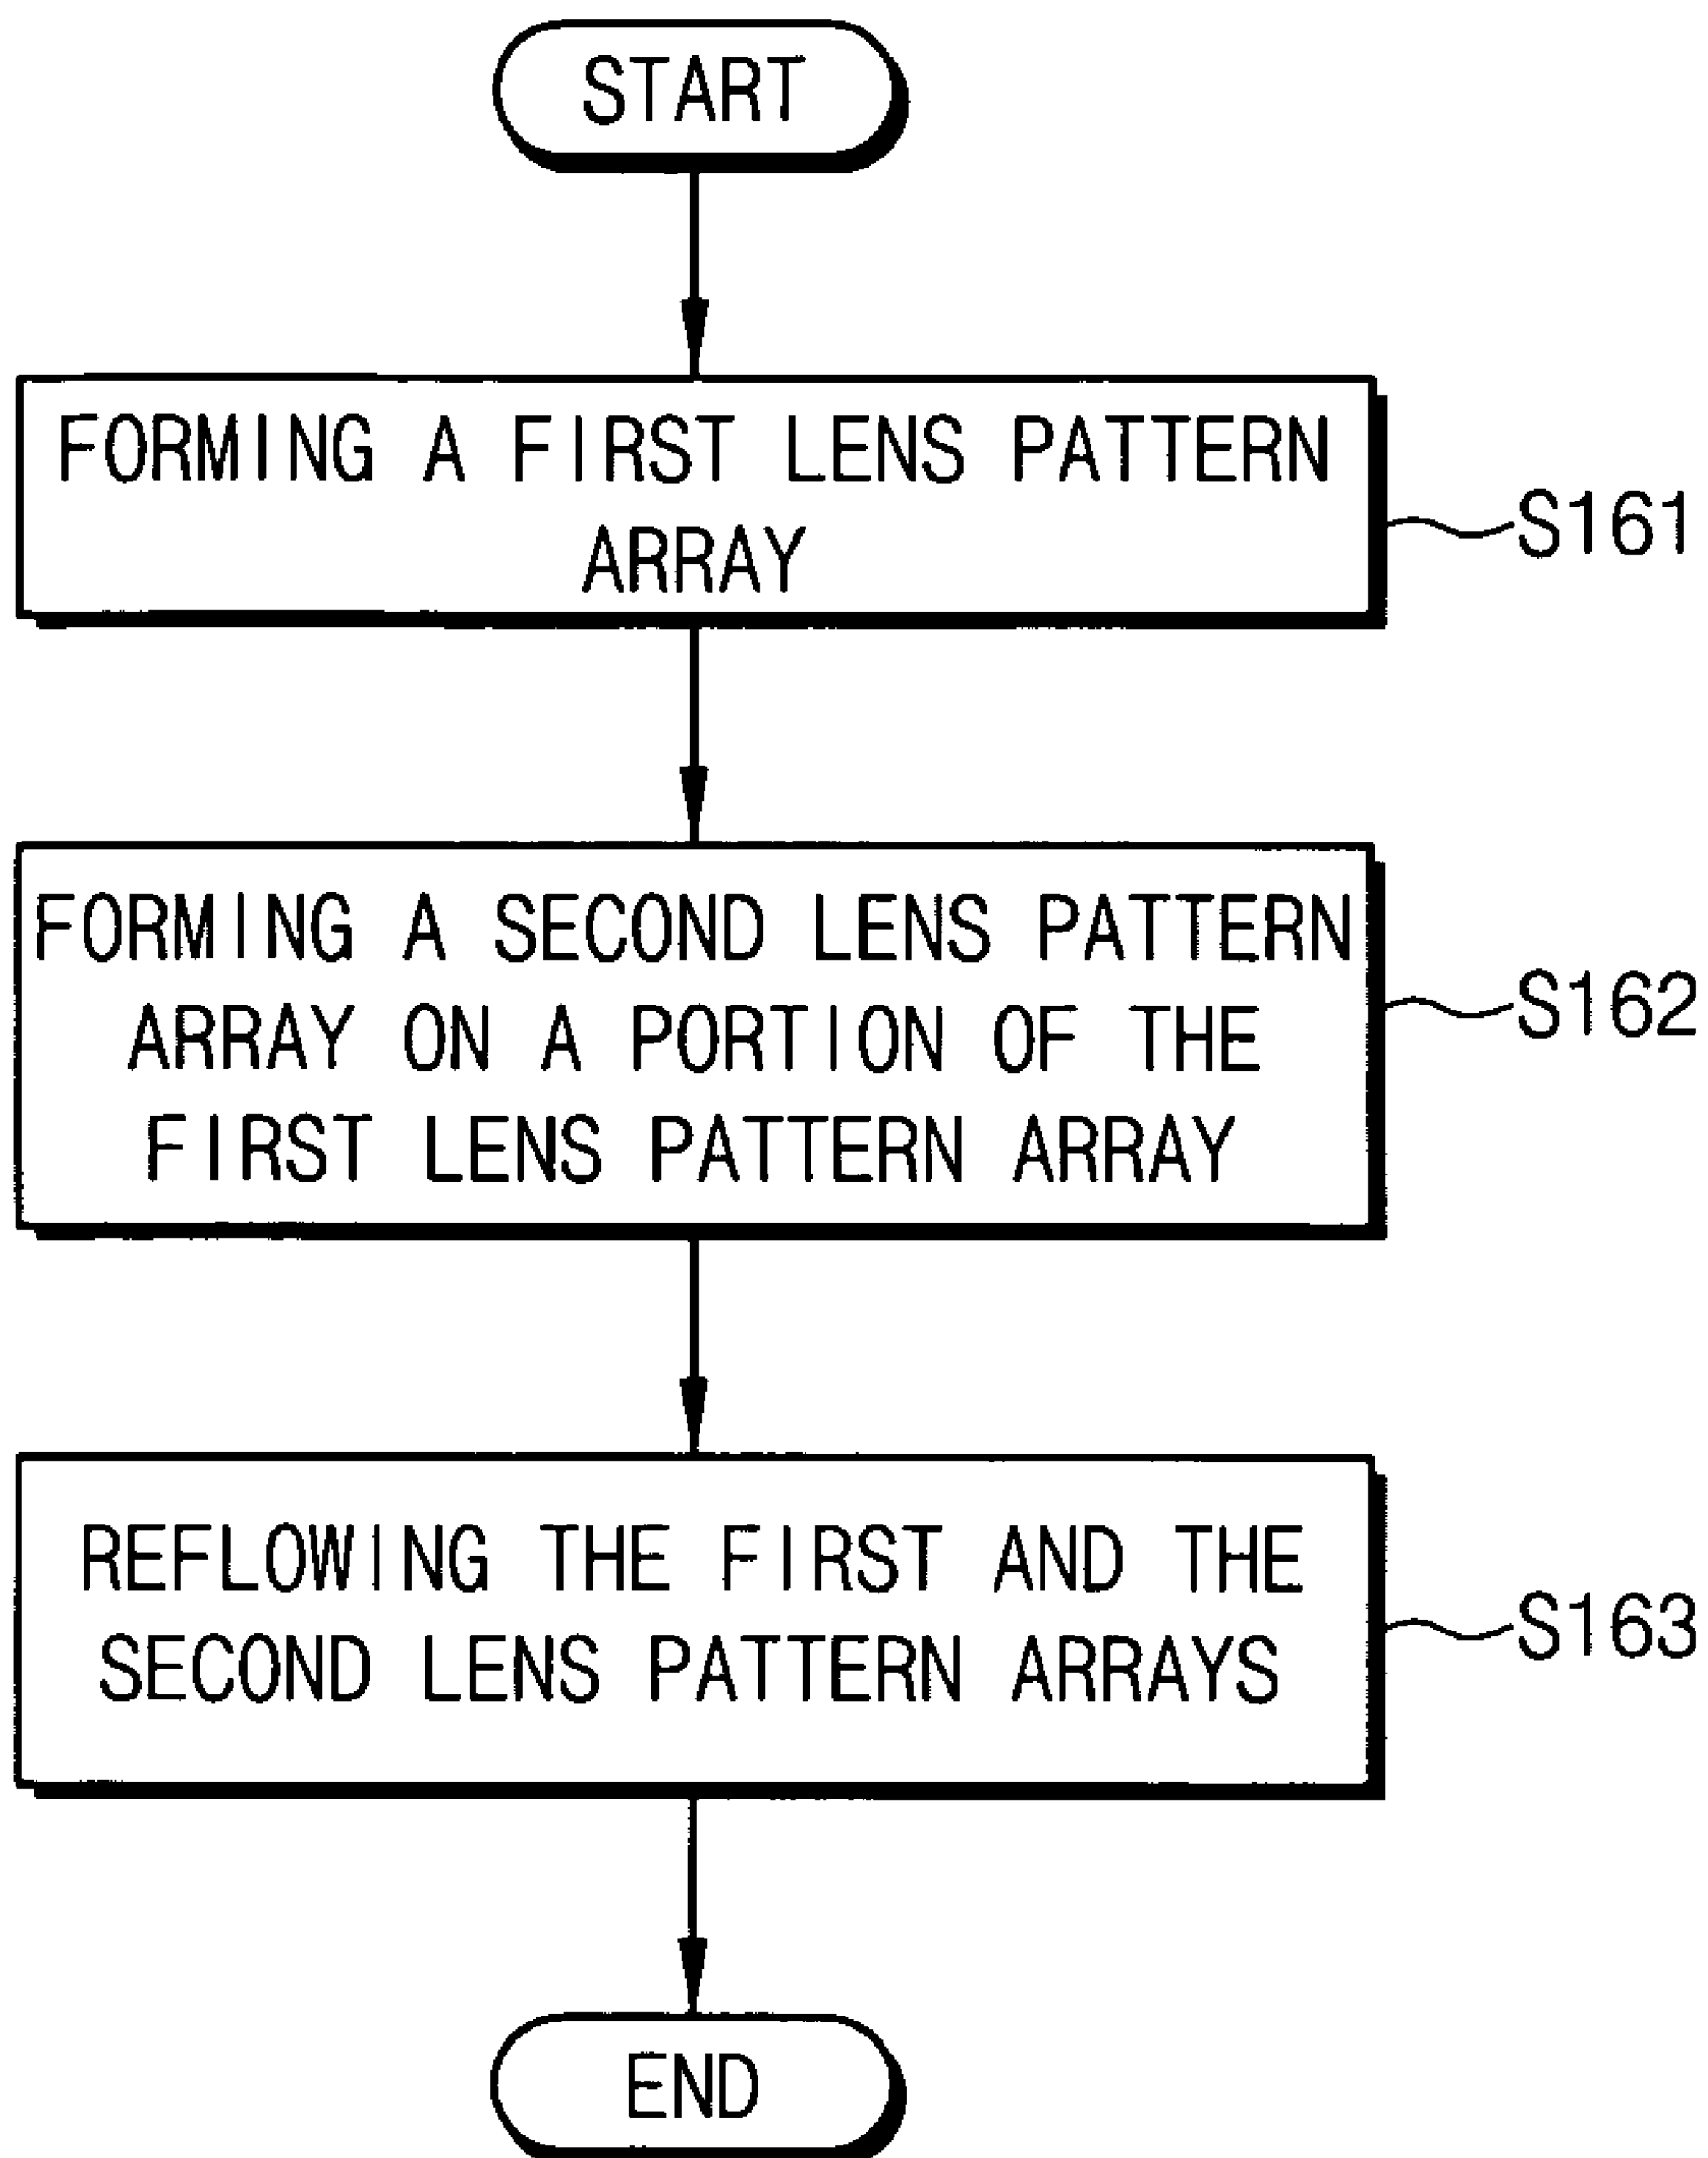 START
FORMING A FIRST LENS PATTERN
ARRAY
S161
FORMING A SECOND LENS PATTERN
ARRAY ON A PORTION OF THE
FIRST LENS PATTERN ARRAY
S162
REFLOWING THE FIRST AND THE
SECOND LENS PATTERN ARRAYS
S163
END